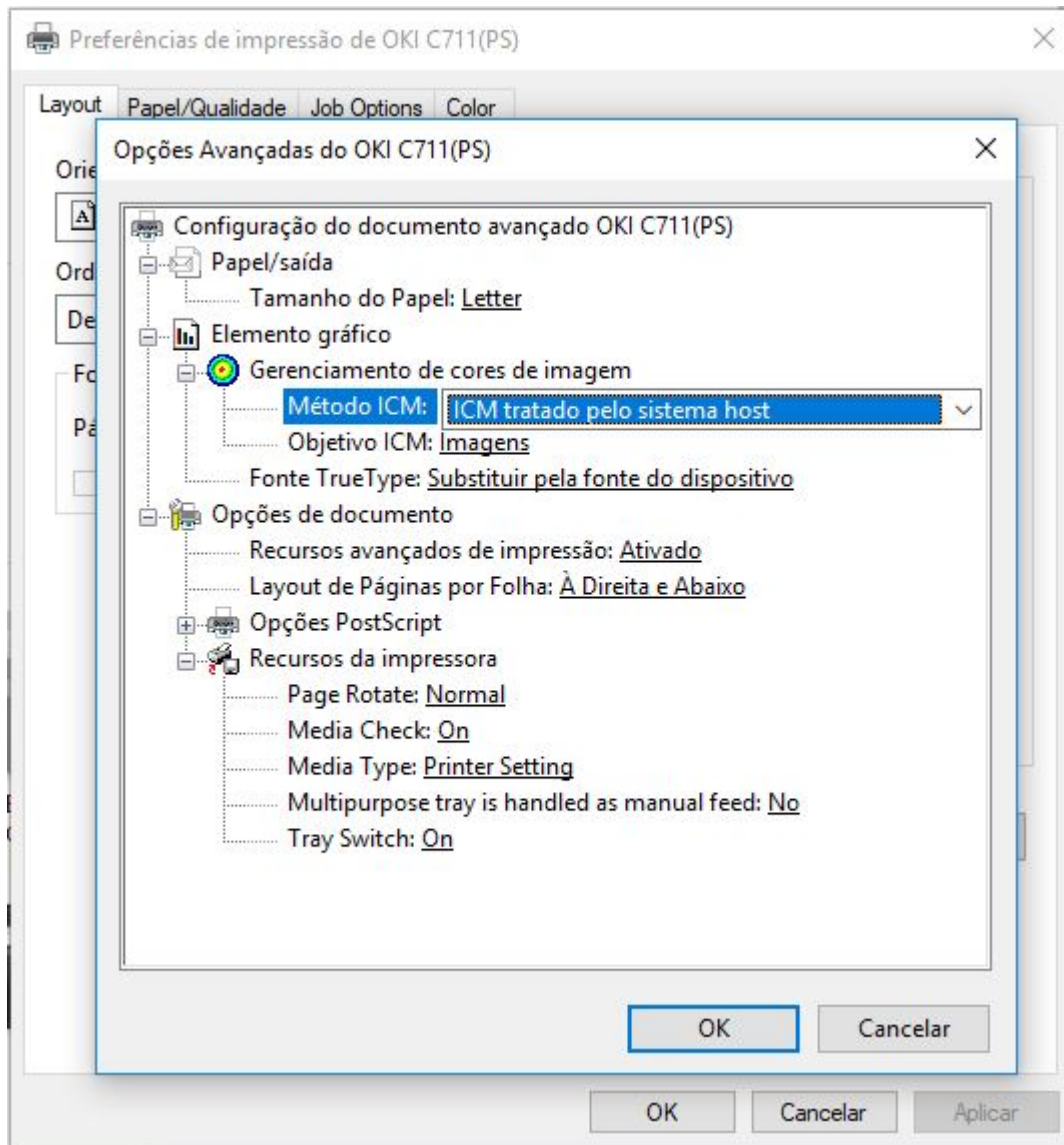 Preferências de impressão de OKI C711(PS)
Layout Papel/Qualidade Job Options Color
Opções Avançadas do OKI C711(PS)
Configuração do documento avançado OKI C711(PS)
Papel/saída
Tamanho do Papel: Letter
Elemento gráfico
Gerenciamento de cores de imagem
Método ICM: ICM tratado pelo sistema host
Objetivo ICM: Imagens
Fonte TrueType: Substituir pela fonte do dispositivo
Opções de documento
Recursos avançados de impressão: Ativado
Layout de Páginas por Folha: À Direita e Abaixo
Opções PostScript
Recursos da impressora
Page Rotate: Normal
Media Check: On
Media Type: Printer Setting
Multipurpose tray is handled as manual feed: No
Tray Switch: On
OK Cancelar
OK Cancelar Aplicar